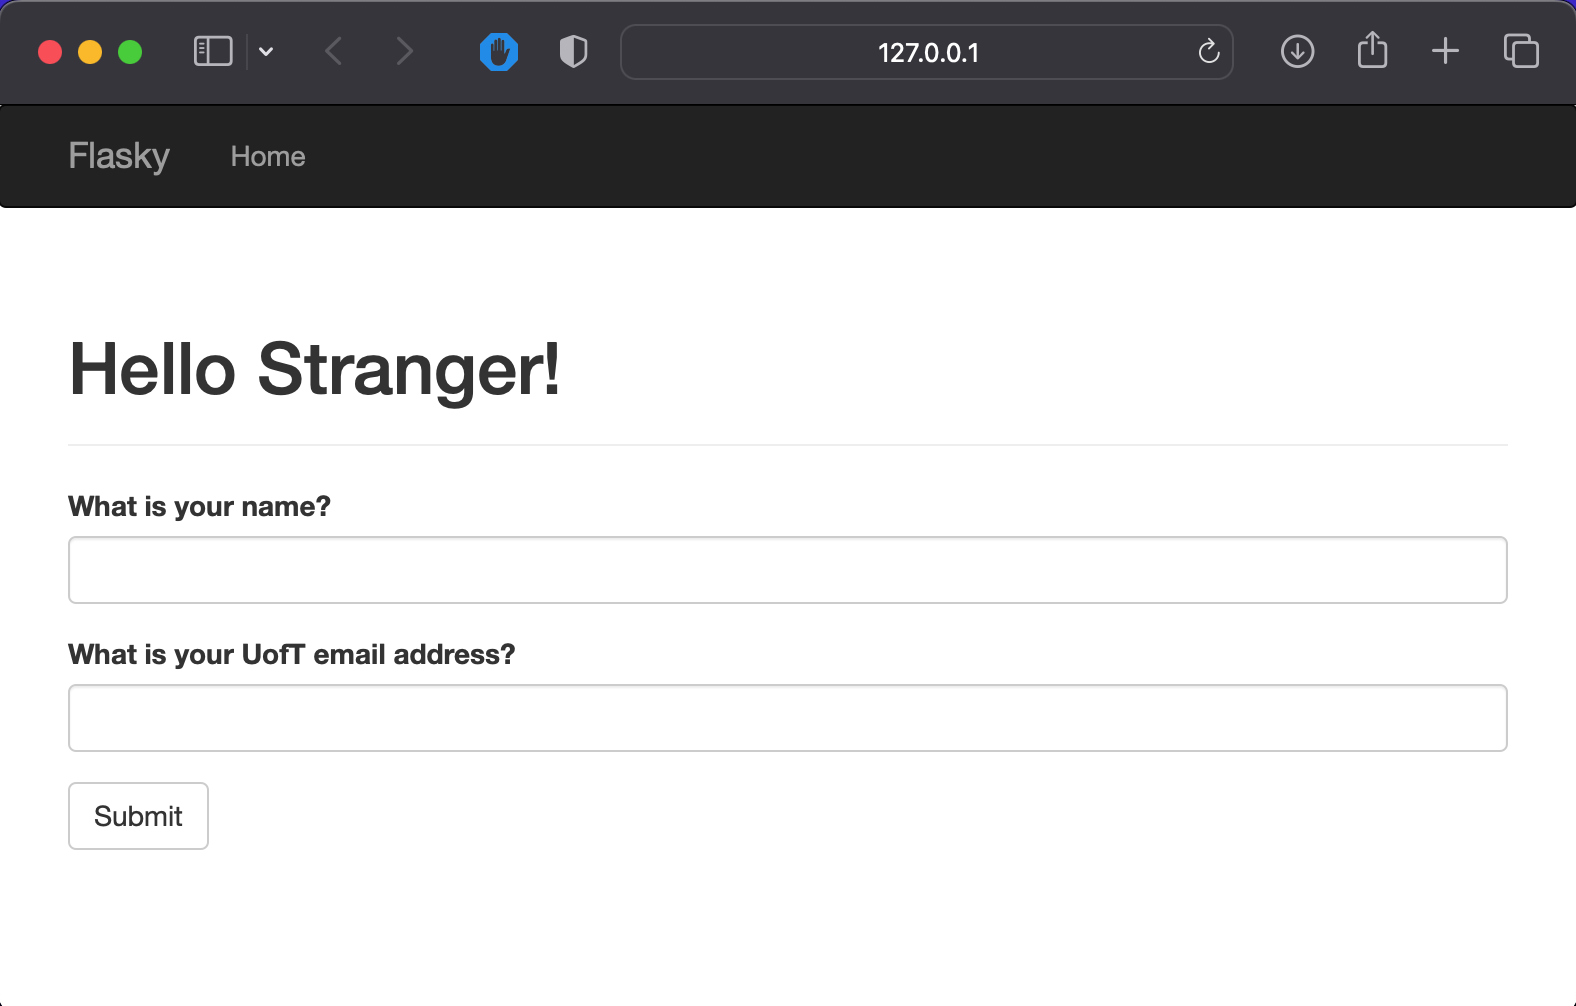 127.0.0.1
Flasky Home
Hello Stranger!
What is your name?
What is your UofT email address?
Submit